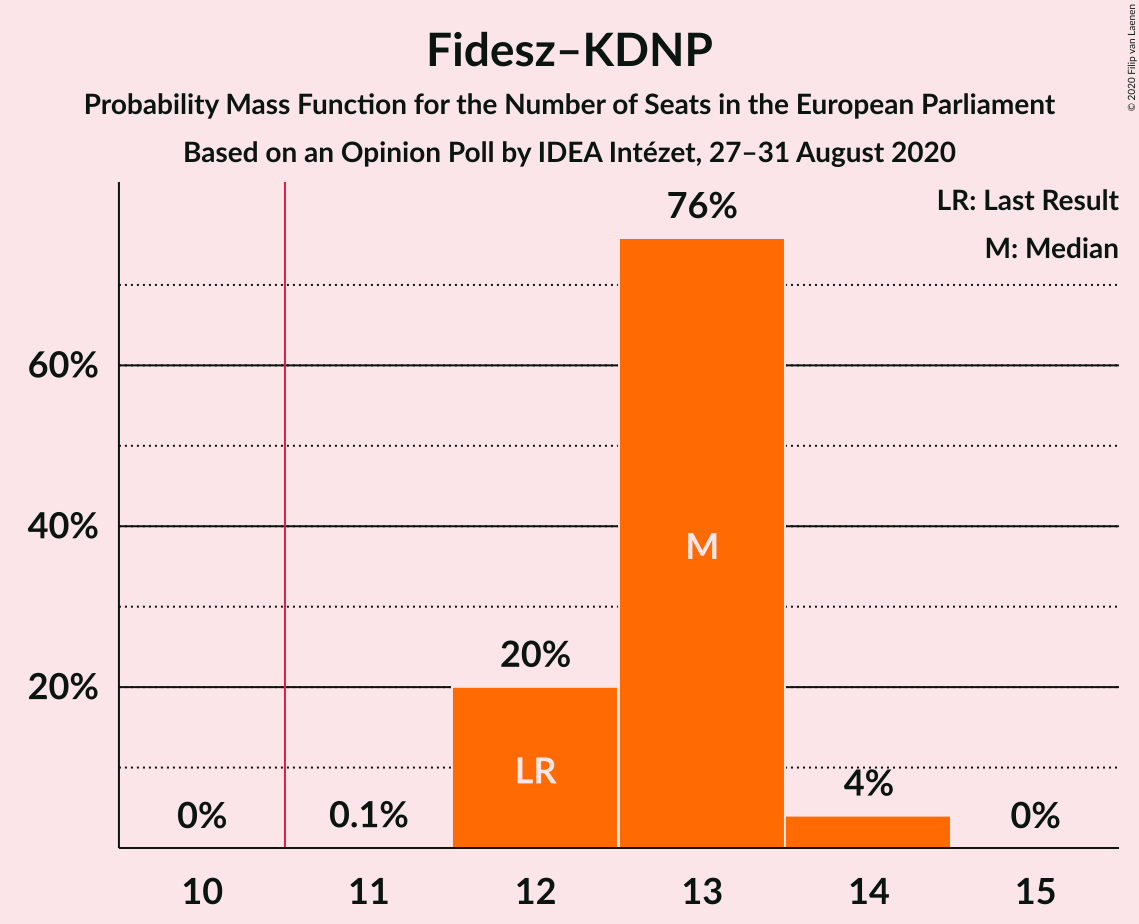 Fidesz–KDNP
Probability Mass Function for the Number of Seats in the European Parliament
Based on an Opinion Poll by IDEA Intézet, 27–31 August 2020
© 2020 Filip van Laenen
LR: Last Result
M: Median
76%
60%
40%
M
20%
20%
LR
4%
0%
0.1%
0%
10 11 12 13 14 15